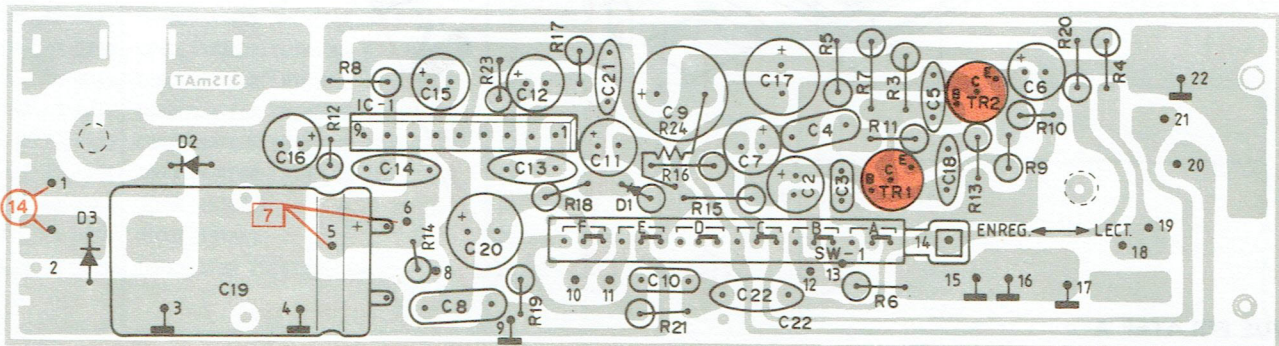 R17 R5 R20
R8 R23 C21 C17 R7 R3 R4
315mAT C15 C12 C5 E C TR2 B C6 22
IC-1 C9 R24
R12 9 1 C4 R11 R10 21
D2 C16 C14 C13 C11 R16 C7 C2 C3 E C B TR1 C18 R13 R9 20
1
14 D3 7 6 R18 D1 R15
5 R14 C20 F E D C B A 14 ENREG. LECT. 19
SW-1 18
2 8 10 11 12 13
C19 C8 R19 C10 C22 R6 15 16 17
3 4 9 R21 C22